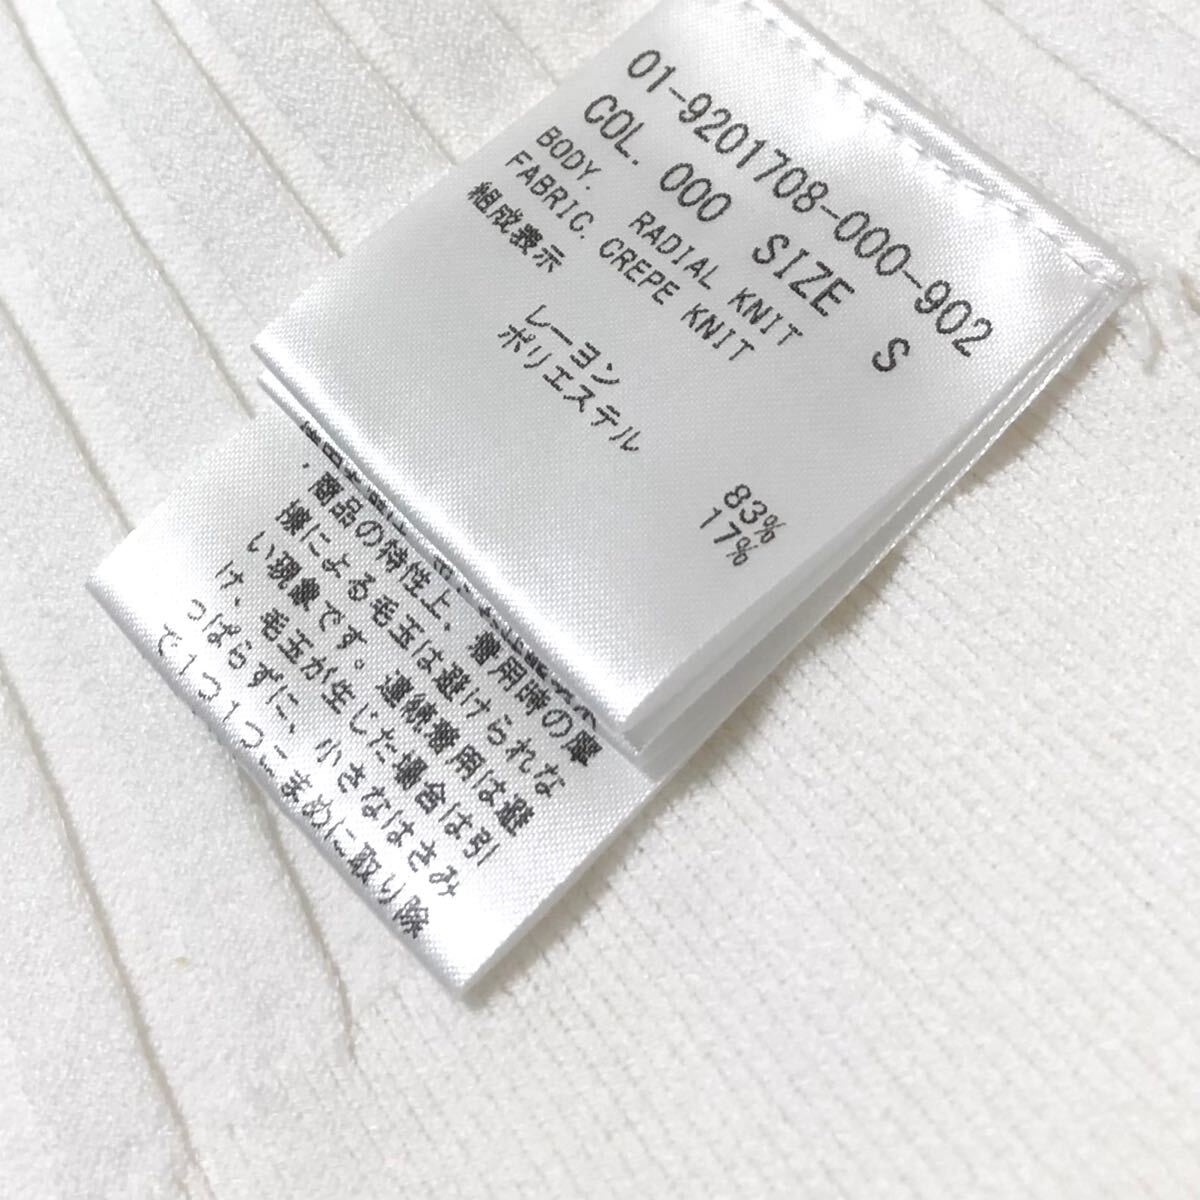 01-9201708-000-902
COL. 000 SIZE S
BODY. RADIAL KNIT
FABRIC. CREPE KNIT
組成表示
レーヨン 83%
ポリエステル 17%
・商品の特性上、着用時の摩
擦による毛玉は避けられな
い現象です。連続着用は避
け、毛玉が生じた場合は引
っぱらずに、小さなはさみ
で1つ1つこまめに取り除